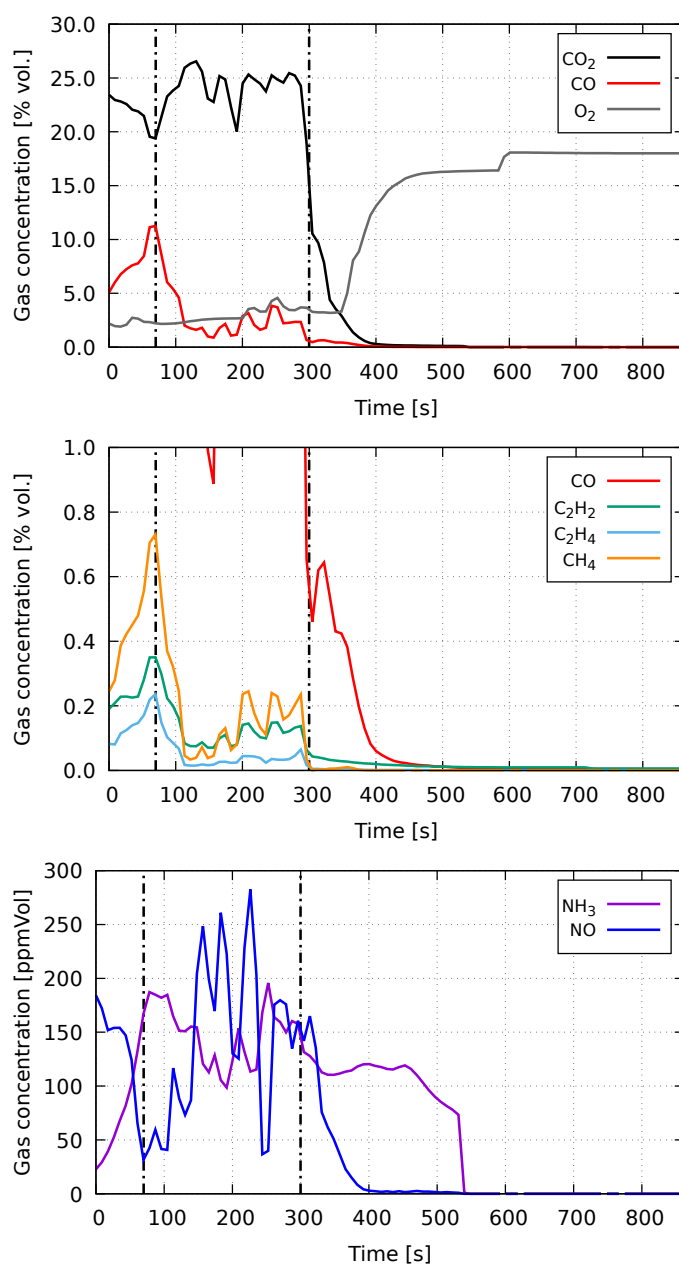 Gas concentration [% vol.]
30.0
25.0
20.0
15.0
10.0
5.0
0.0
CO₂
CO
O₂
0 100 200 300 400 500 600 700 800
Time [s]
Gas concentration [% vol.]
1.0
0.8
0.6
0.4
0.2
0.0
CO
C₂H₂
C₂H₄
CH₄
0 100 200 300 400 500 600 700 800
Time [s]
Gas concentration [ppmVol]
300
250
200
150
100
50
0
NH₃
NO
0 100 200 300 400 500 600 700 800
Time [s]